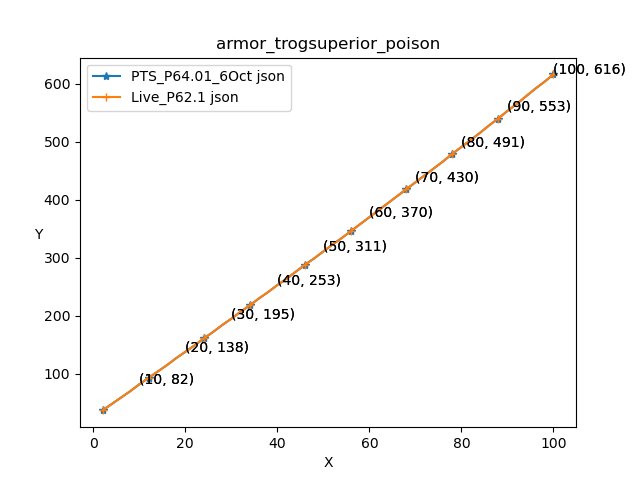 armor_trogsuperior_poison
PTS_P64.01_6Oct json
Live_P62.1 json
(100, 616)
(90, 553)
(80, 491)
(70, 430)
(60, 370)
(50, 311)
(40, 253)
(30, 195)
(20, 138)
(10, 82)
600
500
400
300
200
100
Y
0 20 40 60 80 100
X